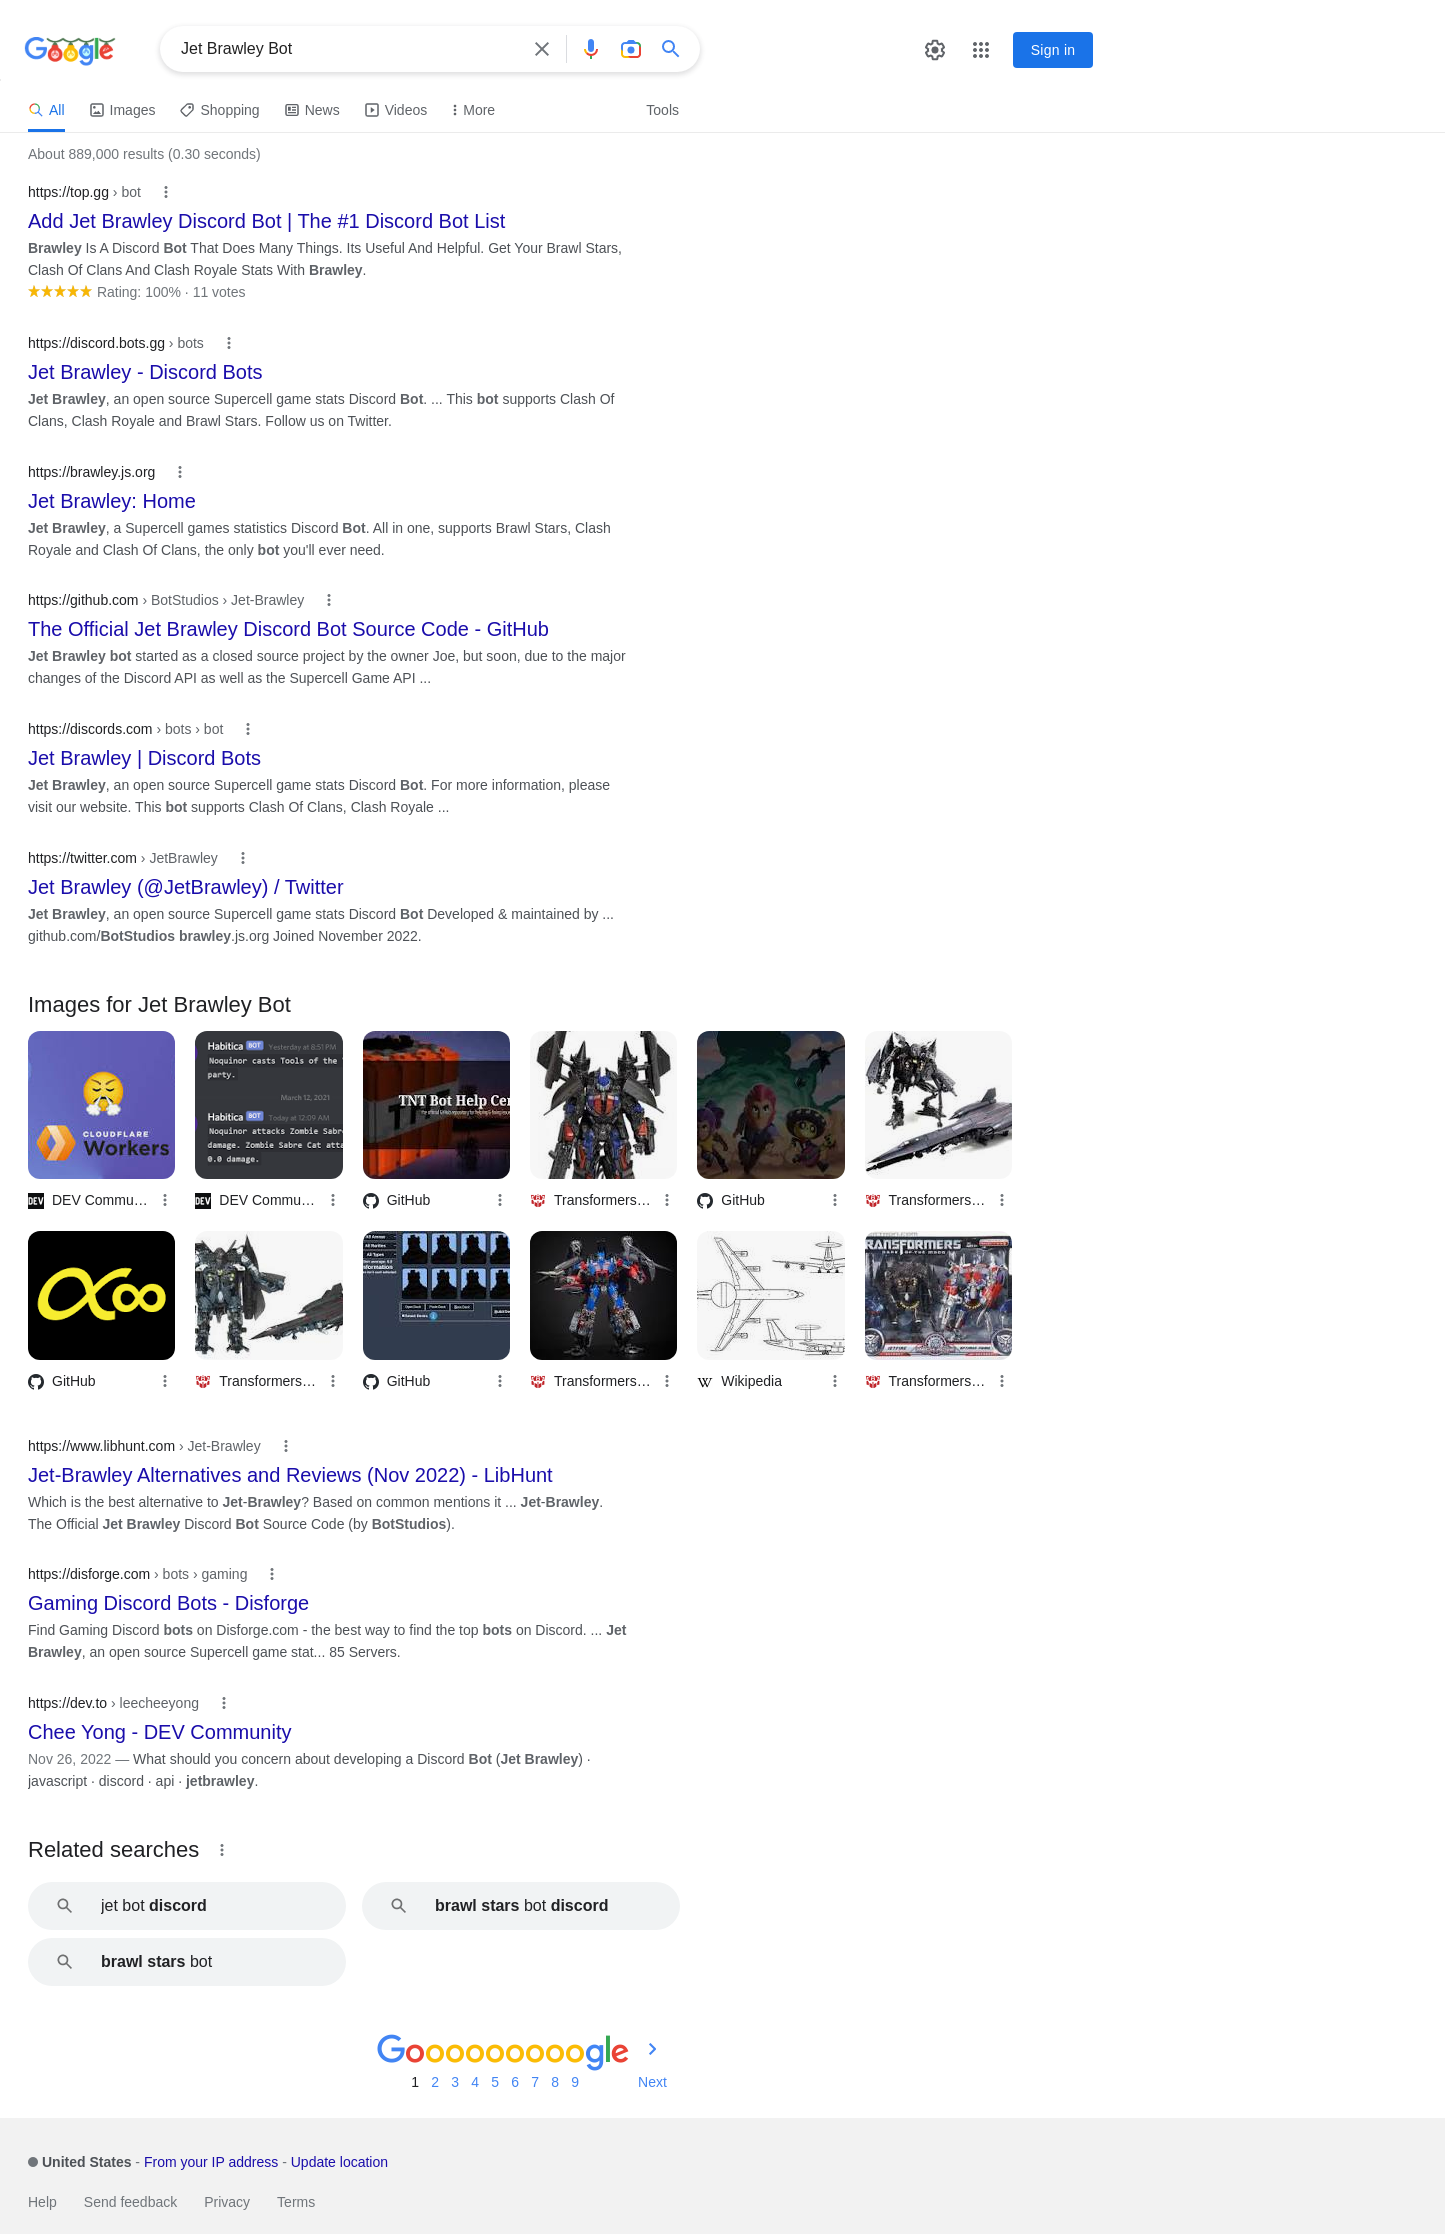 Google
Jet Brawley Bot
Sign in
All
Images
Shopping
News
Videos
More
Tools
About 889,000 results (0.30 seconds)
https://top.gg › bot
Add Jet Brawley Discord Bot | The #1 Discord Bot List
Brawley Is A Discord Bot That Does Many Things. Its Useful And Helpful. Get Your Brawl Stars,
Clash Of Clans And Clash Royale Stats With Brawley.
Rating: 100% · 11 votes
https://discord.bots.gg › bots
Jet Brawley - Discord Bots
Jet Brawley, an open source Supercell game stats Discord Bot. ... This bot supports Clash Of
Clans, Clash Royale and Brawl Stars. Follow us on Twitter.
https://brawley.js.org
Jet Brawley: Home
Jet Brawley, a Supercell games statistics Discord Bot. All in one, supports Brawl Stars, Clash
Royale and Clash Of Clans, the only bot you'll ever need.
https://github.com › BotStudios › Jet-Brawley
The Official Jet Brawley Discord Bot Source Code - GitHub
Jet Brawley bot started as a closed source project by the owner Joe, but soon, due to the major
changes of the Discord API as well as the Supercell Game API ...
https://discords.com › bots › bot
Jet Brawley | Discord Bots
Jet Brawley, an open source Supercell game stats Discord Bot. For more information, please
visit our website. This bot supports Clash Of Clans, Clash Royale ...
https://twitter.com › JetBrawley
Jet Brawley (@JetBrawley) / Twitter
Jet Brawley, an open source Supercell game stats Discord Bot Developed & maintained by ...
github.com/BotStudios brawley.js.org Joined November 2022.
Images for Jet Brawley Bot
CLOUDFLARE
Workers
Habitica BOT Yesterday at 8:51 PM
Noquinor casts Tools of the
party.
March 12, 2021
Habitica BOT Today at 12:09 AM
Noquinor attacks Zombie Sabr
damage. Zombie Sabre Cat atta
0.0 damage.
TNT Bot Help Cen
DEV Commu...
DEV Commu...
GitHub
Transformers...
GitHub
Transformers...
TRANSFORMERS
GitHub
Transformers...
GitHub
Transformers...
Wikipedia
Transformers...
https://www.libhunt.com › Jet-Brawley
Jet-Brawley Alternatives and Reviews (Nov 2022) - LibHunt
Which is the best alternative to Jet-Brawley? Based on common mentions it ... Jet-Brawley.
The Official Jet Brawley Discord Bot Source Code (by BotStudios).
https://disforge.com › bots › gaming
Gaming Discord Bots - Disforge
Find Gaming Discord bots on Disforge.com - the best way to find the top bots on Discord. ... Jet
Brawley, an open source Supercell game stat... 85 Servers.
https://dev.to › leecheeyong
Chee Yong - DEV Community
Nov 26, 2022 — What should you concern about developing a Discord Bot (Jet Brawley) ·
javascript · discord · api · jetbrawley.
Related searches
jet bot discord
brawl stars bot discord
brawl stars bot
Gooooooooogle
1 2 3 4 5 6 7 8 9 Next
United States - From your IP address - Update location
Help Send feedback Privacy Terms